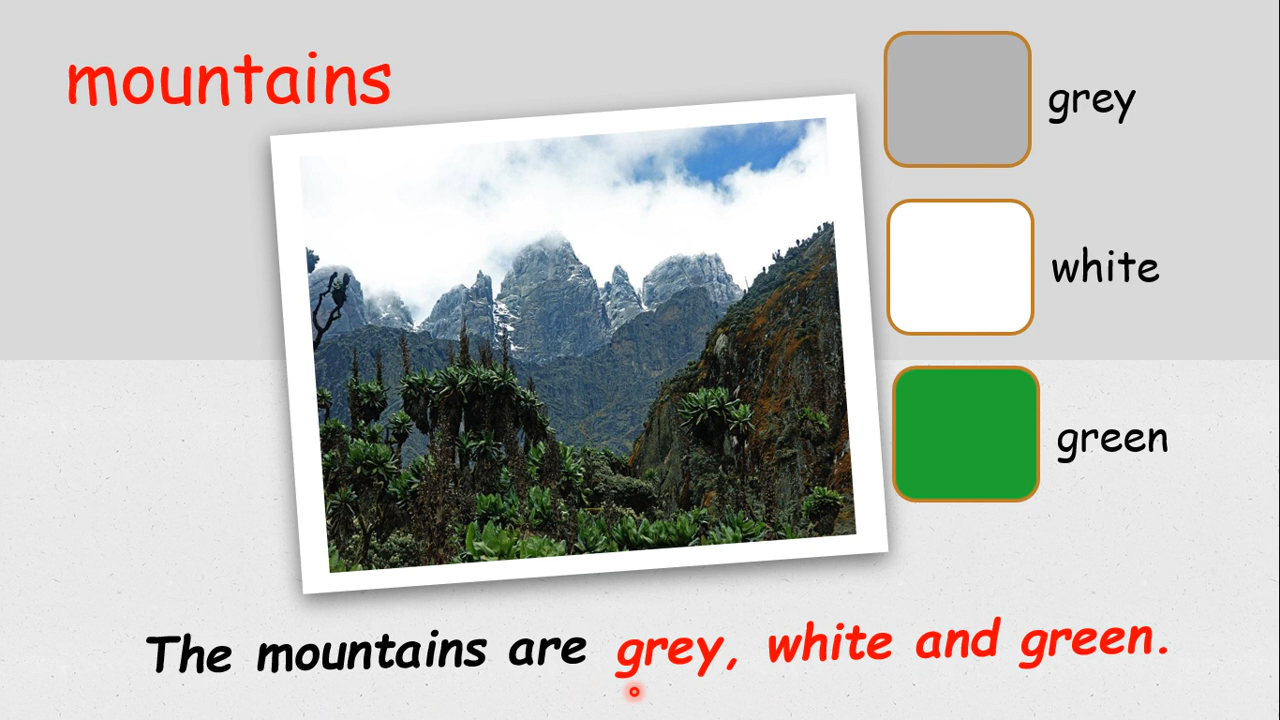 mountains
grey
white
green
The mountains are grey, white and green.